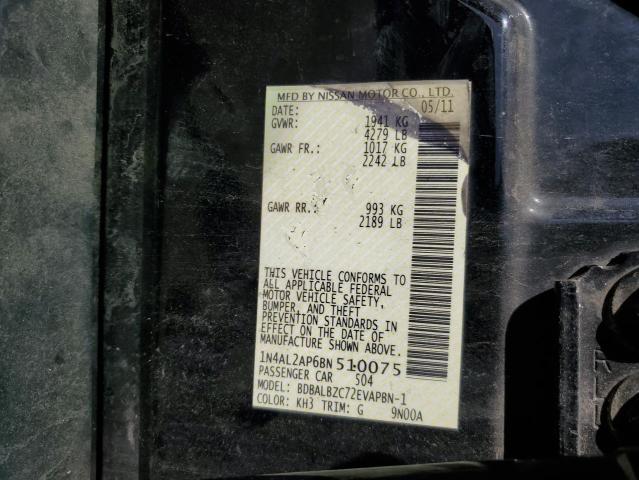 MFD BY NISSAN MOTOR CO., LTD.
DATE: 05/11
GVWR: 1941 KG
4279 LB
GAWR FR.: 1017 KG
2242 LB
GAWR RR.: 993 KG
2189 LB
THIS VEHICLE CONFORMS TO
ALL APPLICABLE FEDERAL
MOTOR VEHICLE SAFETY,
BUMPER, AND THEFT
PREVENTION STANDARDS IN
EFFECT ON THE DATE OF
MANUFACTURE SHOWN ABOVE.
1N4AL2AP6BN510075
PASSENGER CAR 504
MODEL: BDBALBZC72EVAPBN-1
COLOR: KH3 TRIM: G 9N00A